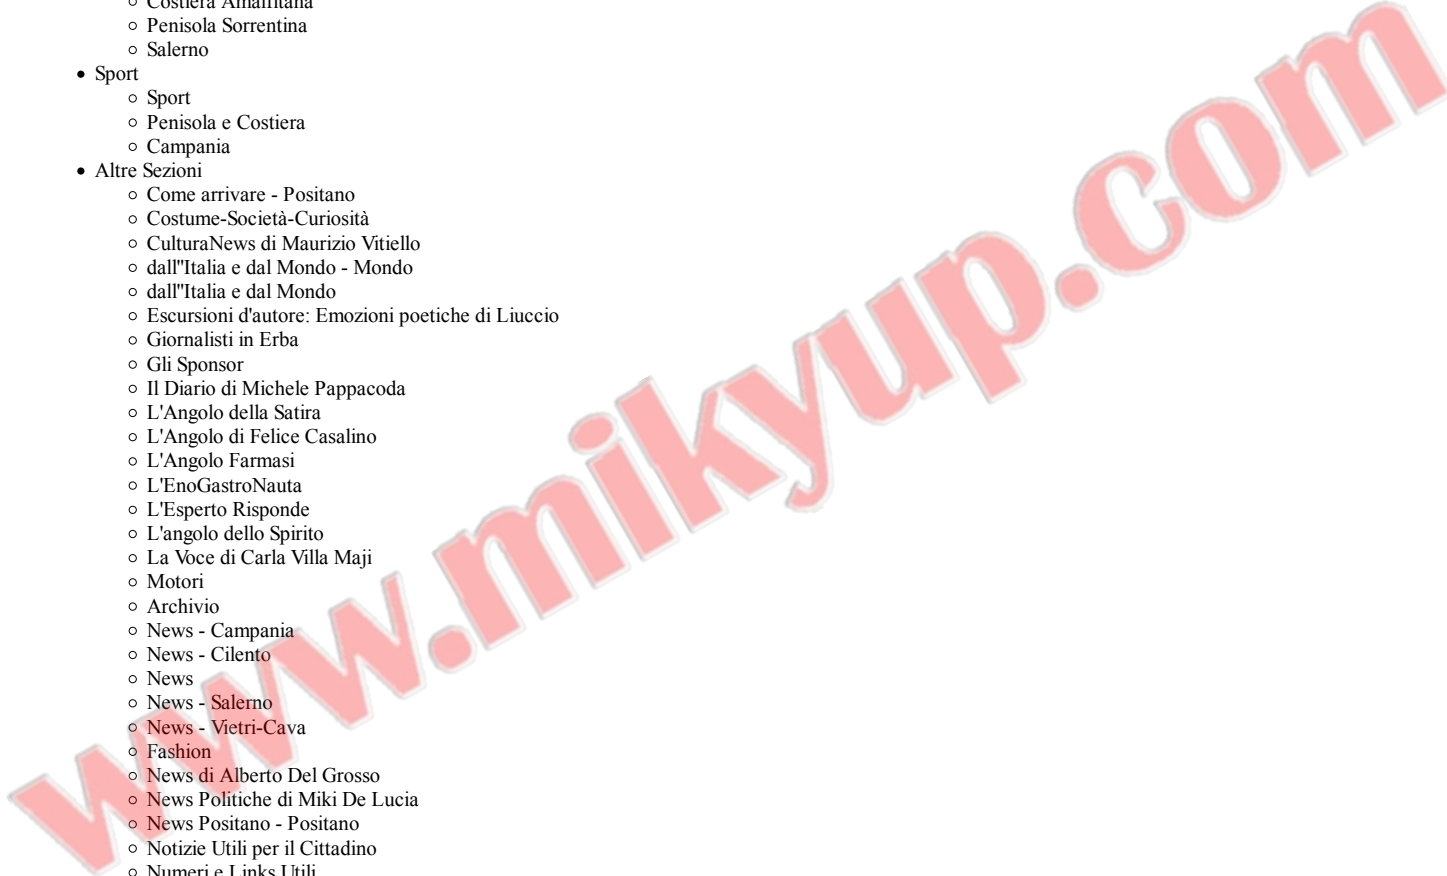 Costiera Amalfitana
Penisola Sorrentina
Salerno
Sport
Sport
Penisola e Costiera
Campania
Altre Sezioni
Come arrivare - Positano
Costume-Società-Curiosità
CulturaNews di Maurizio Vitiello
dall''Italia e dal Mondo - Mondo
dall''Italia e dal Mondo
Escursioni d'autore: Emozioni poetiche di Liuccio
Giornalisti in Erba
Gli Sponsor
Il Diario di Michele Pappacoda
L'Angolo della Satira
L'Angolo di Felice Casalino
L'Angolo Farmasi
L'EnoGastroNauta
L'Esperto Risponde
L'angolo dello Spirito
La Voce di Carla Villa Maji
Motori
Archivio
News - Campania
News - Cilento
News
News - Salerno
News - Vietri-Cava
Fashion
News di Alberto Del Grosso
News Politiche di Miki De Lucia
News Positano - Positano
Notizie Utili per il Cittadino
Numeri e Links Utili
www.mikyup.com